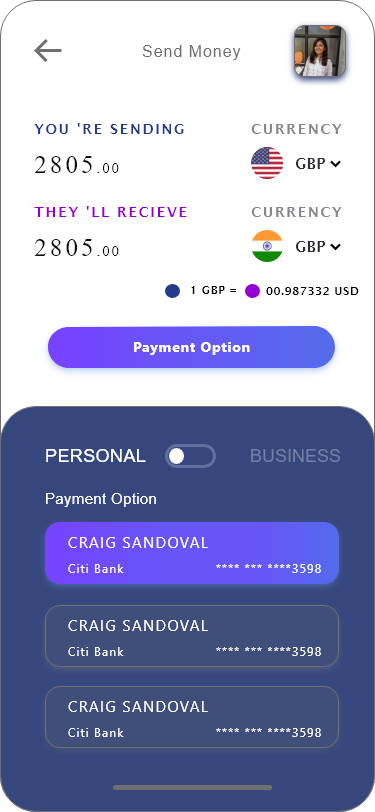 Send Money
YOU 'RE SENDING CURRENCY
2805.00 GBP
THEY 'LL RECIEVE CURRENCY
2805.00 GBP
1 GBP = 00.987332 USD
Payment Option
PERSONAL BUSINESS
Payment Option
CRAIG SANDOVAL
Citi Bank **** *** ****3598
CRAIG SANDOVAL
Citi Bank **** *** ****3598
CRAIG SANDOVAL
Citi Bank **** *** ****3598